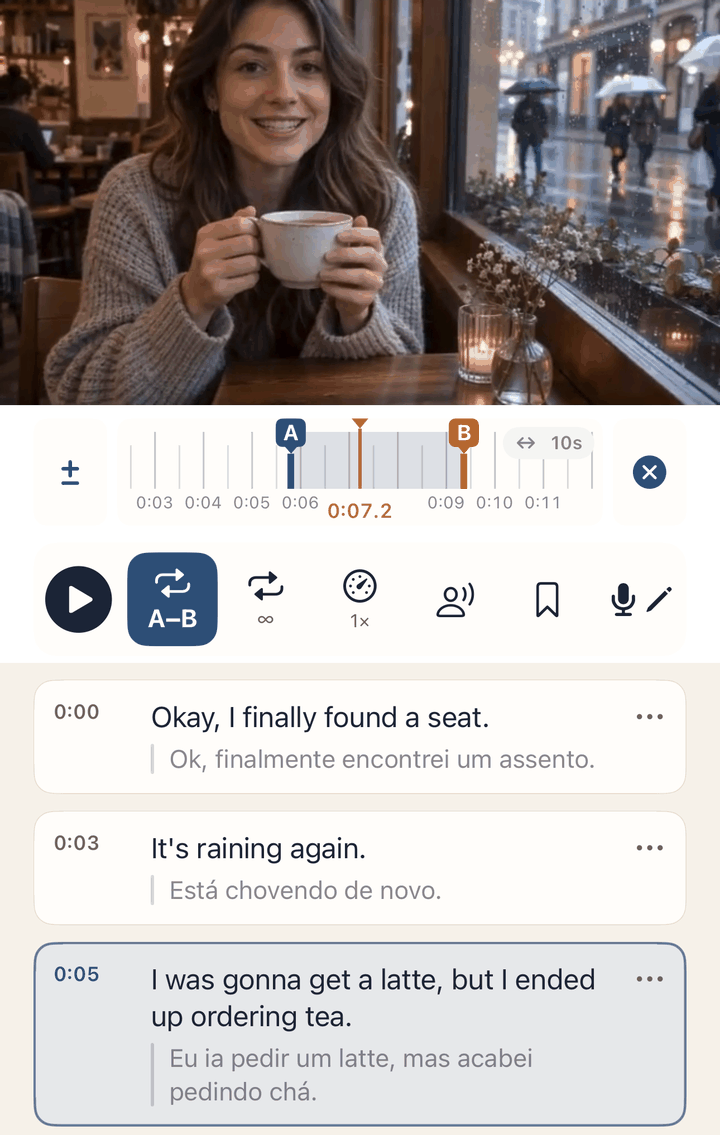 A
B
10s
0:03 0:04 0:05 0:06 0:07.2 0:09 0:10 0:11
A–B
∞
1×
0:00
Okay, I finally found a seat.
Ok, finalmente encontrei um assento.
0:03
It's raining again.
Está chovendo de novo.
0:05
I was gonna get a latte, but I ended
up ordering tea.
Eu ia pedir um latte, mas acabei
pedindo chá.